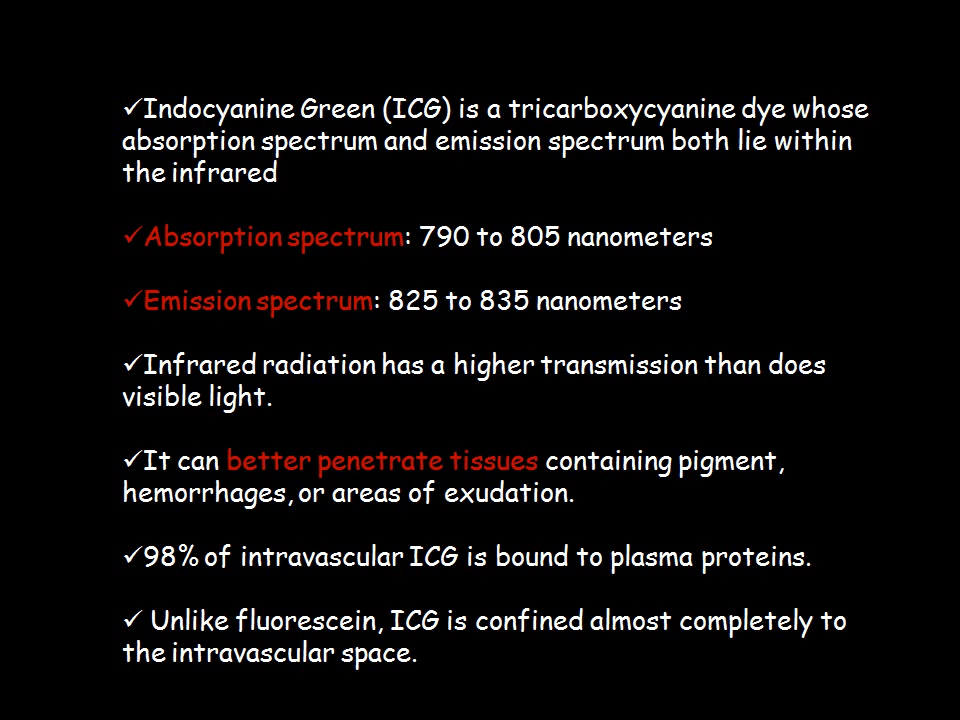 ✓Indocyanine Green (ICG) is a tricarboxycyanine dye whose
absorption spectrum and emission spectrum both lie within
the infrared
✓Absorption spectrum: 790 to 805 nanometers
✓Emission spectrum: 825 to 835 nanometers
✓Infrared radiation has a higher transmission than does
visible light.
✓It can better penetrate tissues containing pigment,
hemorrhages, or areas of exudation.
✓98% of intravascular ICG is bound to plasma proteins.
✓ Unlike fluorescein, ICG is confined almost completely to
the intravascular space.